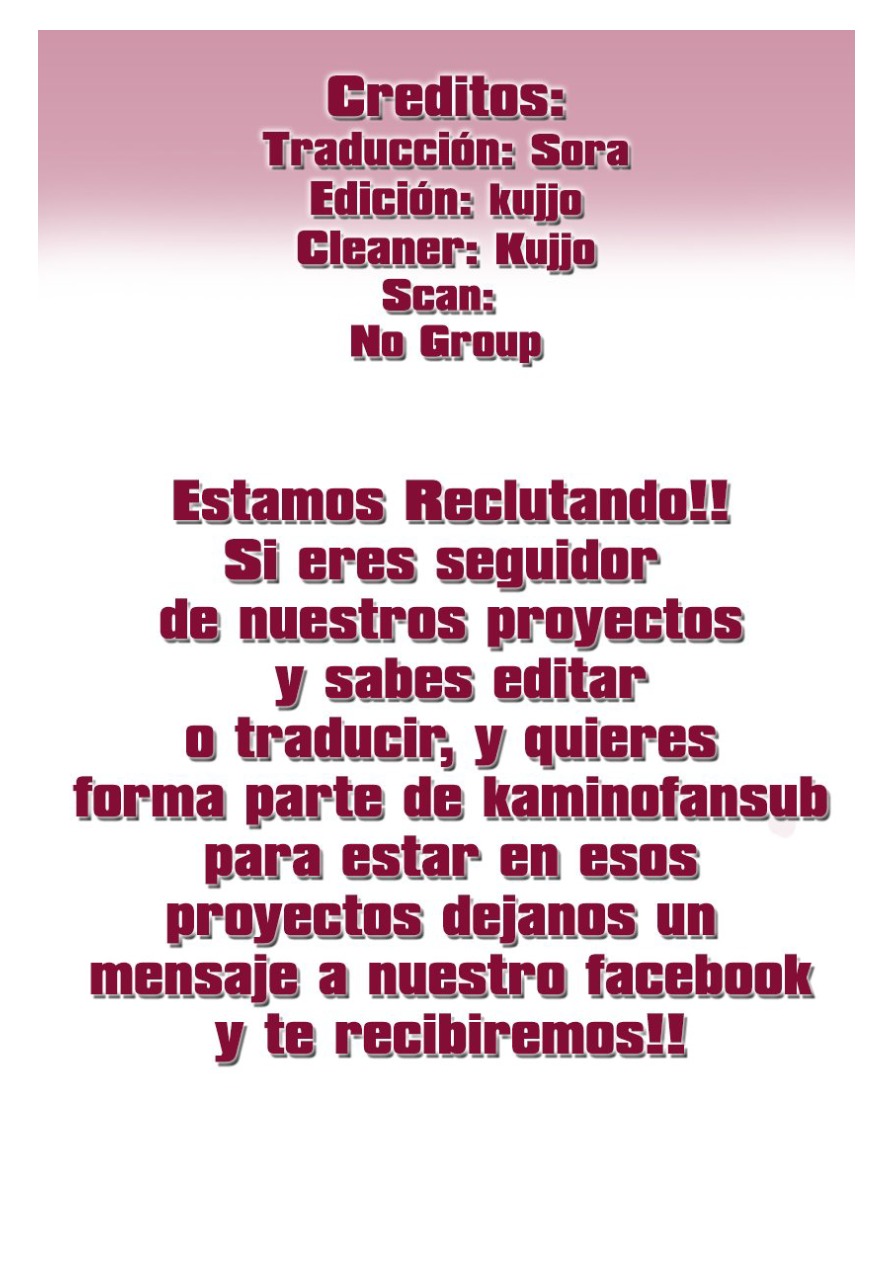 Creditos:
Traducción: Sora
Edición: kujjo
Cleaner: Kujjo
Scan:
No Group
Estamos Reclutando!!
Si eres seguidor
de nuestros proyectos
y sabes editar
o traducir, y quieres
forma parte de kaminofansub
para estar en esos
proyectos dejanos un
mensaje a nuestro facebook
y te recibiremos!!